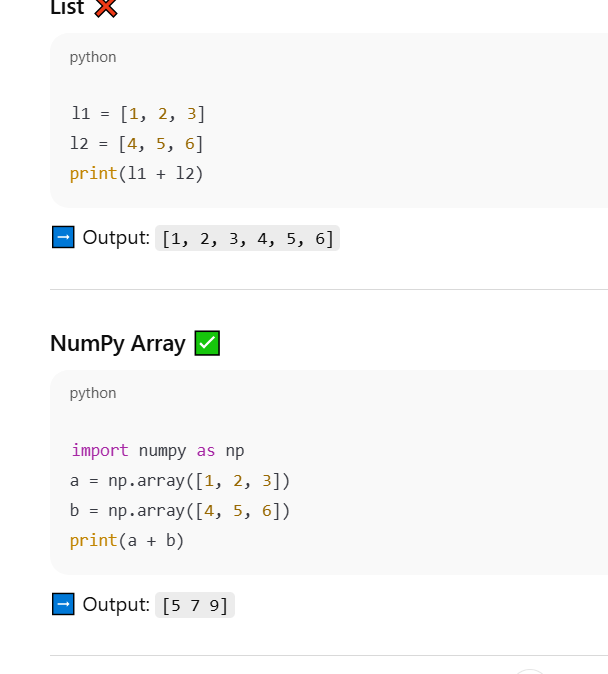 List ❌
python
l1 = [1, 2, 3]
l2 = [4, 5, 6]
print(l1 + l2)
➡ Output: [1, 2, 3, 4, 5, 6]
NumPy Array ✅
python
import numpy as np
a = np.array([1, 2, 3])
b = np.array([4, 5, 6])
print(a + b)
➡ Output: [5 7 9]